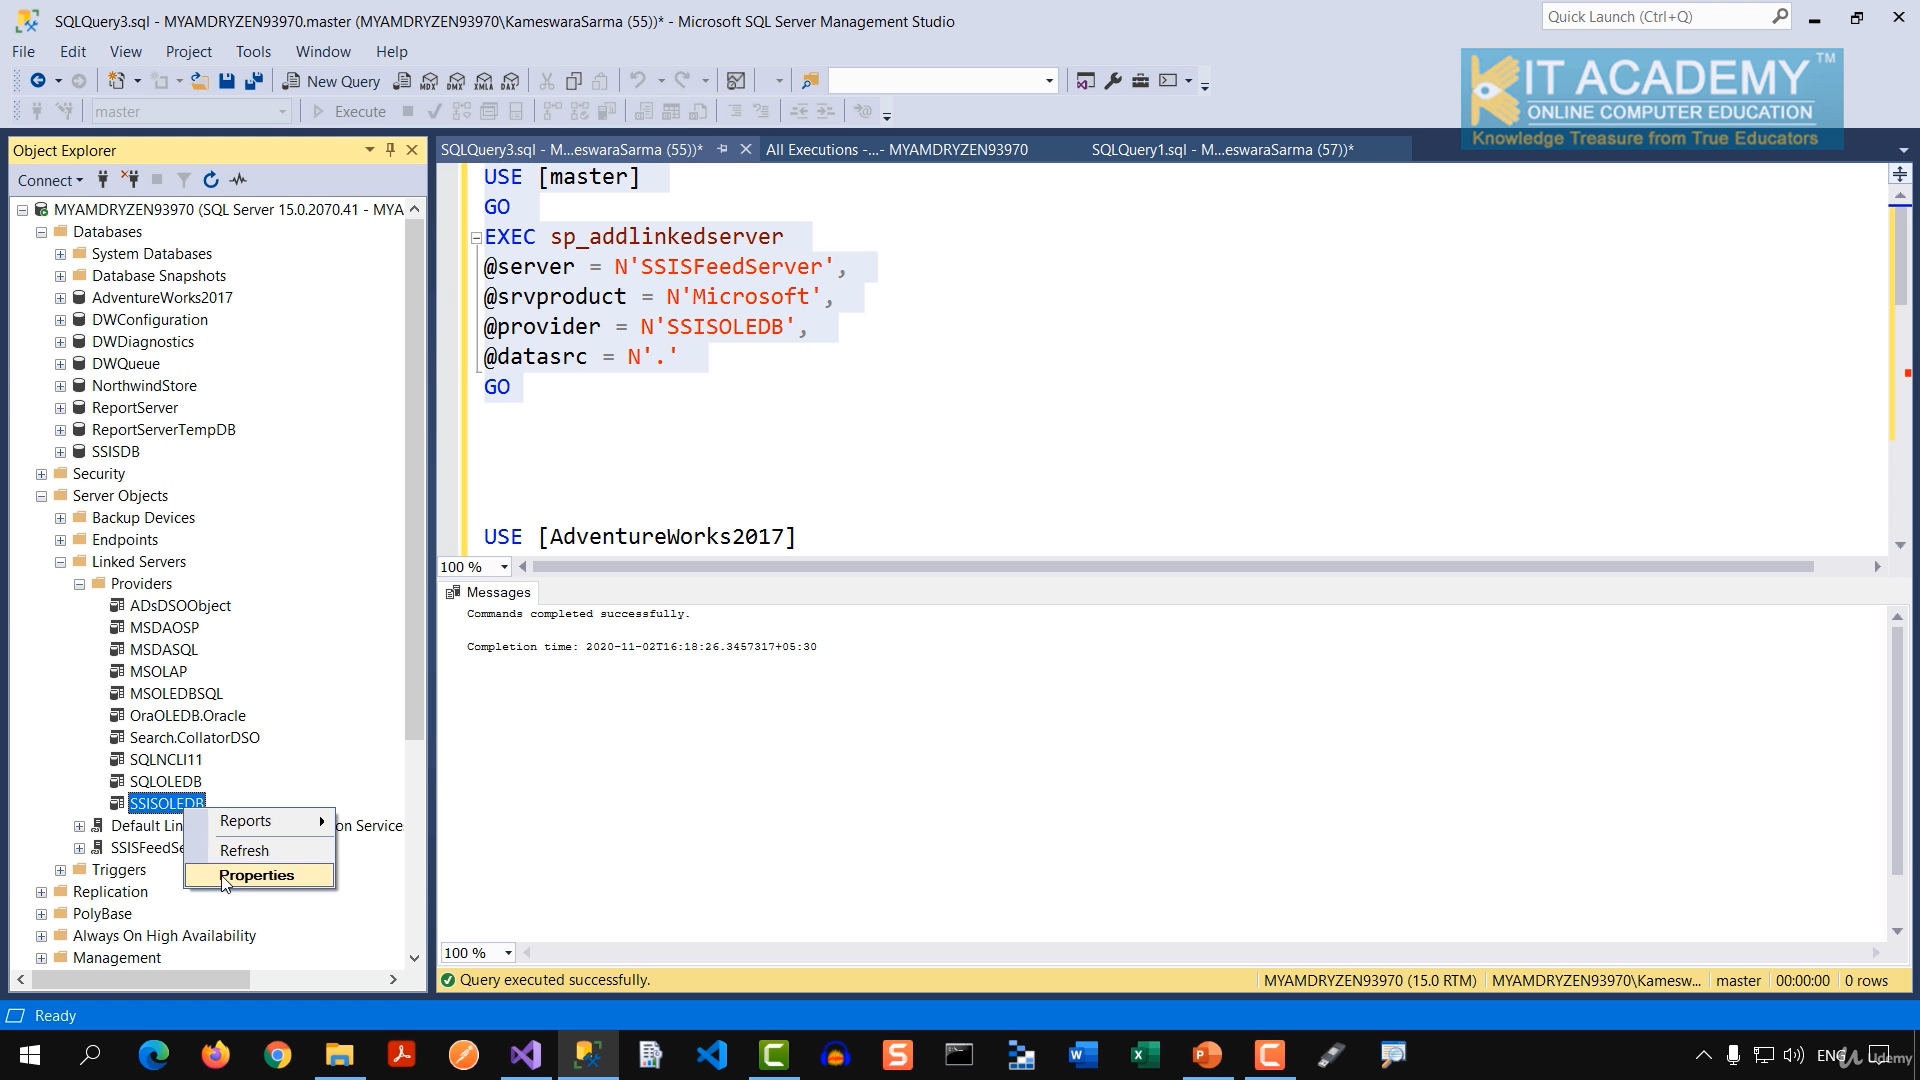 SQLQuery3.sql - MYAMDRYZEN93970.master (MYAMDRYZEN93970\KameswaraSarma (55))* - Microsoft SQL Server Management Studio
Quick Launch (Ctrl+Q)
File Edit View Project Tools Window Help
New Query
MDX DMX XMLA DAX
master
Execute
KIT ACADEMY TM
ONLINE COMPUTER EDUCATION
Knowledge Treasure from True Educators
Object Explorer
SQLQuery3.sql - M...eswaraSarma (55))*
All Executions -...- MYAMDRYZEN93970
SQLQuery1.sql - M...eswaraSarma (57))*
Connect
MYAMDRYZEN93970 (SQL Server 15.0.2070.41 - MYA
Databases
System Databases
Database Snapshots
AdventureWorks2017
DWConfiguration
DWDiagnostics
DWQueue
NorthwindStore
ReportServer
ReportServerTempDB
SSISDB
Security
Server Objects
Backup Devices
Endpoints
Linked Servers
Providers
ADsDSOObject
MSDAOSP
MSDASQL
MSOLAP
MSOLEDBSQL
OraOLEDB.Oracle
Search.CollatorDSO
SQLNCLI11
SQLOLEDB
SSISOLEDB
Default Lin
on Service:
SSISFeedSe
Triggers
Replication
PolyBase
Always On High Availability
Management
Reports
Refresh
Properties
USE [master]
GO
EXEC sp_addlinkedserver
@server = N'SSISFeedServer',
@srvproduct = N'Microsoft',
@provider = N'SSISOLEDB',
@datasrc = N'.'
GO
USE [AdventureWorks2017]
100 %
Messages
Commands completed successfully.
Completion time: 2020-11-02T16:18:26.3457317+05:30
100 %
Query executed successfully.
MYAMDRYZEN93970 (15.0 RTM)
MYAMDRYZEN93970\Kamesw...
master
00:00:00
0 rows
Ready
ENG
Udemy